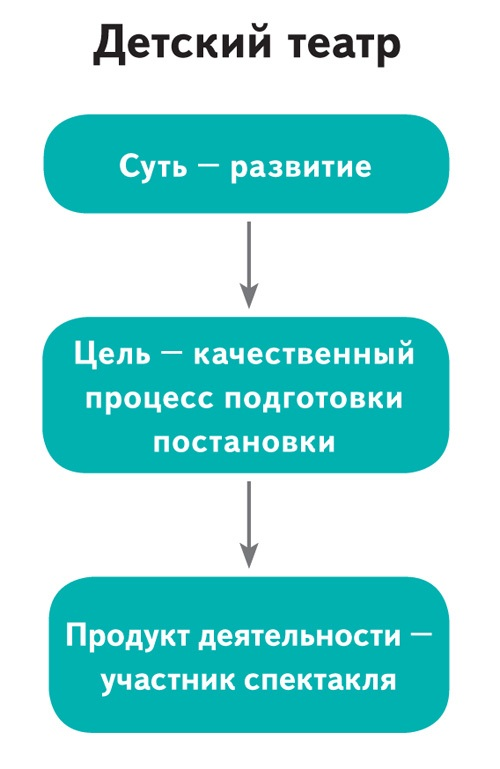 Детский театр
Суть — развитие
Цель — качественный
процесс подготовки
постановки
Продукт деятельности —
участник спектакля